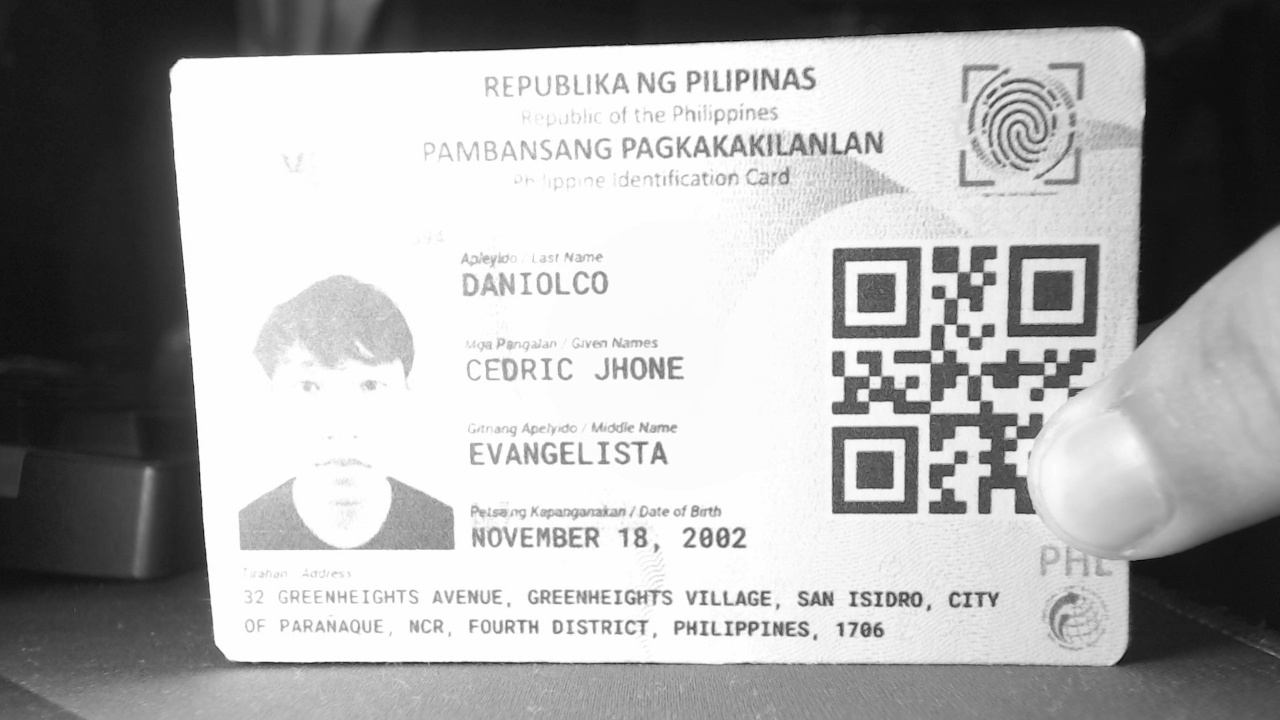 REPUBLIKA NG PILIPINAS
Republic of the Philippines
PAMBANSANG PAGKAKAKILANLAN
Philippine Identification Card
Apelyido / Last Name
DANIOLCO
Mga Pangalan / Given Names
CEDRIC JHONE
Gitnang Apelyido / Middle Name
EVANGELISTA
Petsa ng Kapanganakan / Date of Birth
NOVEMBER 18, 2002
Tirahan / Address
32 GREENHEIGHTS AVENUE, GREENHEIGHTS VILLAGE, SAN ISIDRO, CITY
OF PARAÑAQUE, NCR, FOURTH DISTRICT, PHILIPPINES, 1706
PHL